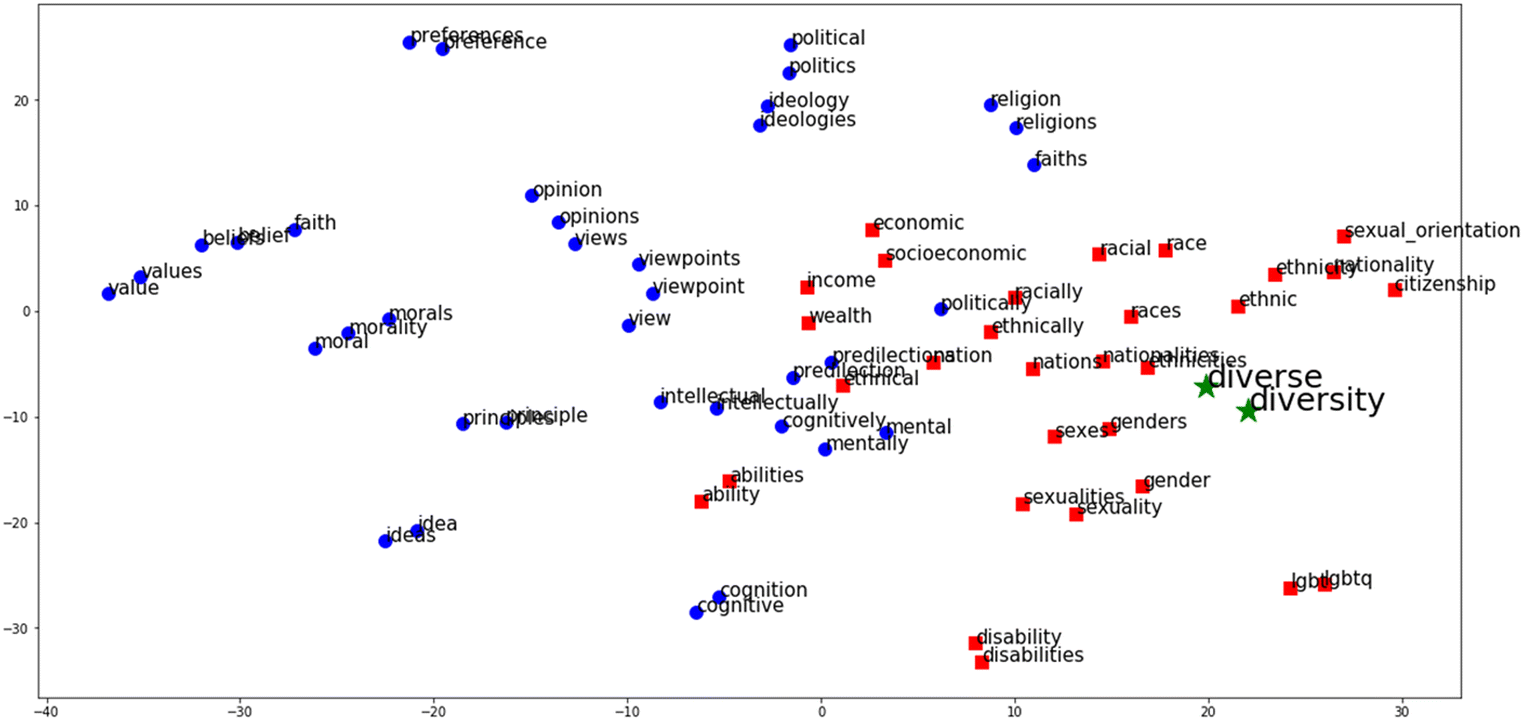 preferences
preference
political
politics
20
ideology
ideologies
religion
religions
faiths
opinion
10
opinions
views
faith
beliefs
belief
economic
sexual_orientation
socioeconomic
racial
race
viewpoints
values
ethnicity
nationality
value
viewpoint
income
citizenship
racially
politically
ethnic
0
morals
morality
view
wealth
races
ethnically
moral
predilections
nation
nations
nationalities
ethnicities
predilection
ethnical
diverse
intellectual
intellectually
diversity
-10
principles
principle
cognitively
mental
mentally
sexes
genders
abilities
ability
gender
sexualities
sexuality
-20
idea
ideas
lgbt
lgbtq
cognition
cognitive
-30
disability
disabilities
-40 -30 -20 -10 0 10 20 30